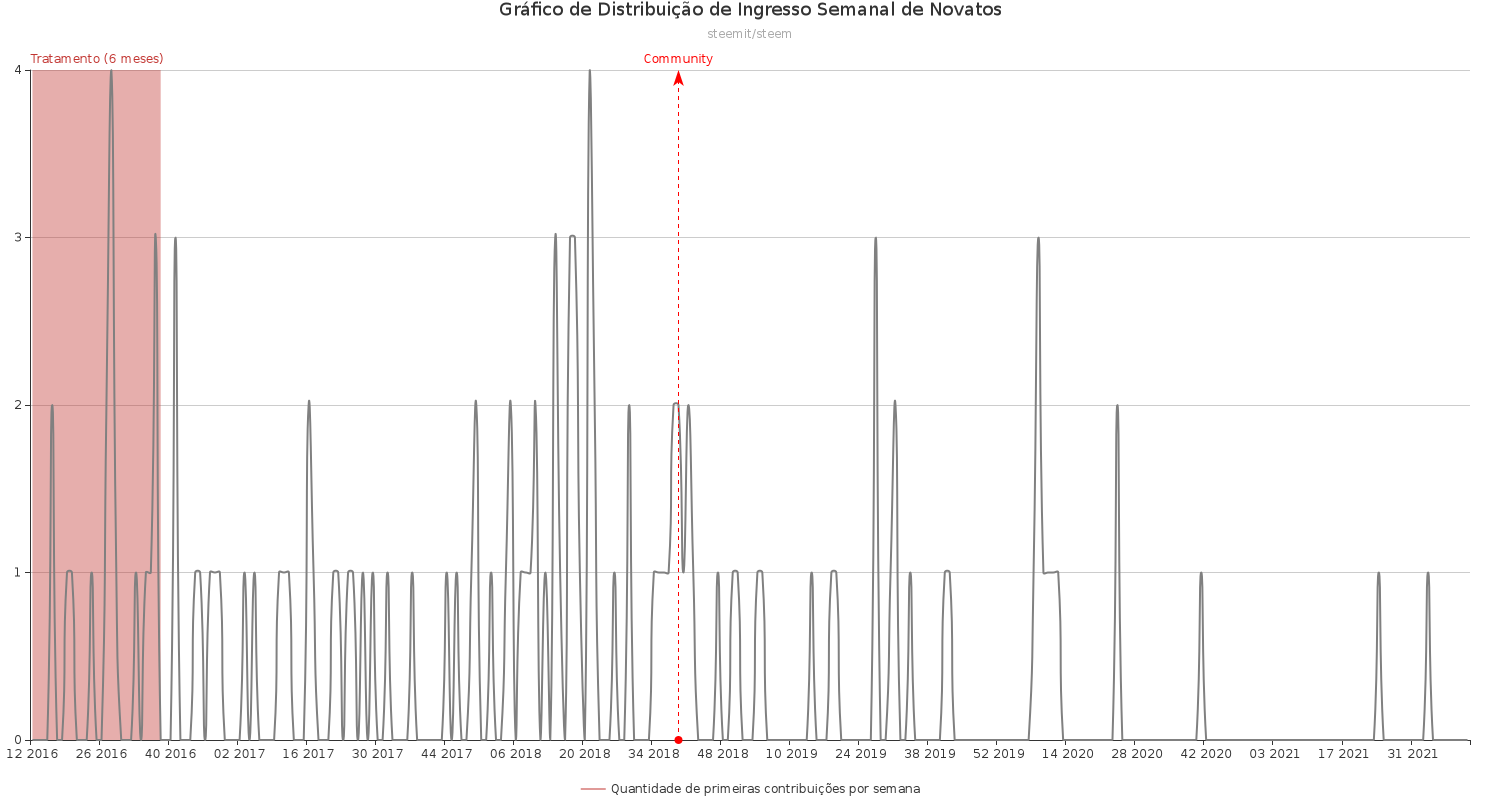 Gráfico de Distribuição de Ingresso Semanal de Novatos
steemit/steem
Tratamento (6 meses)
Community
4
3
2
1
0
12 2016 26 2016 40 2016 02 2017 16 2017 30 2017 44 2017 06 2018 20 2018 34 2018 48 2018 10 2019 24 2019 38 2019 52 2019 14 2020 28 2020 42 2020 03 2021 17 2021 31 2021
Quantidade de primeiras contribuições por semana